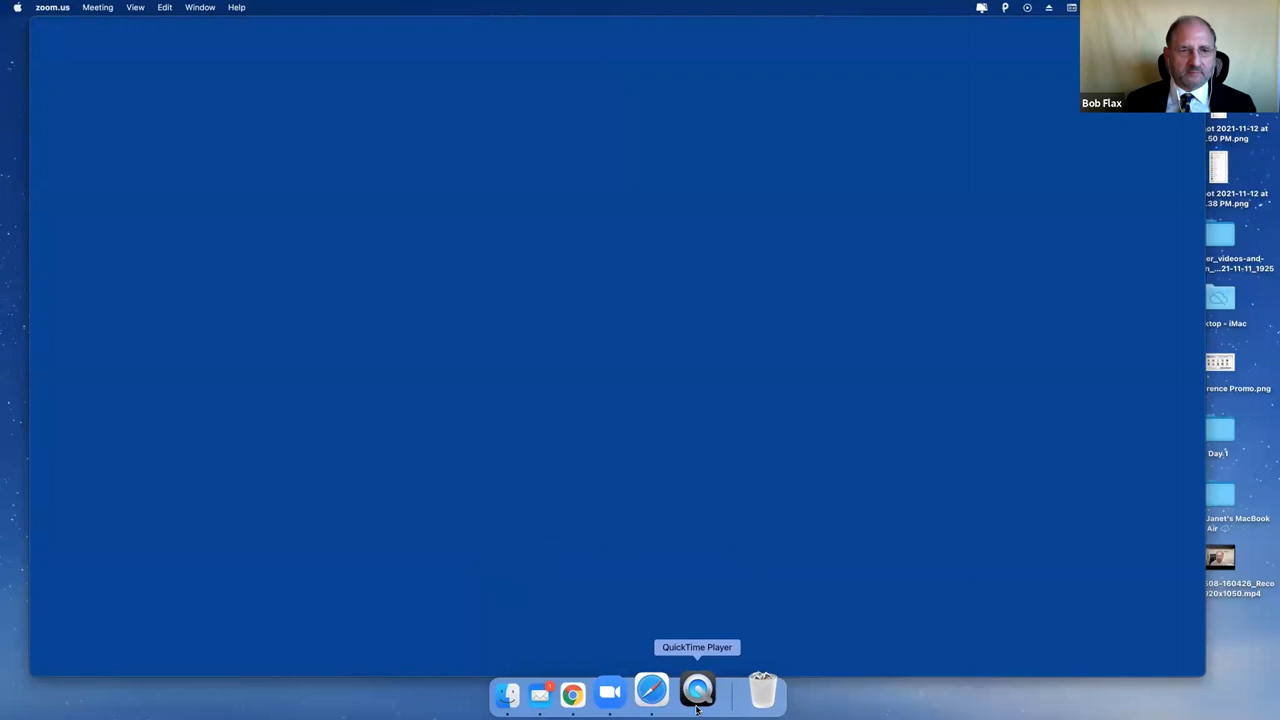 zoom.us Meeting View Edit Window Help
Bob Flax
ot 2021-11-12 at
.50 PM.png
ot 2021-11-12 at
.38 PM.png
er_videos-and-
n_...21-11-11_1925
ktop - iMac
rence Promo.png
Day 1
Janet's MacBook
Air
508-160426_Reco
920x1050.mp4
QuickTime Player
1